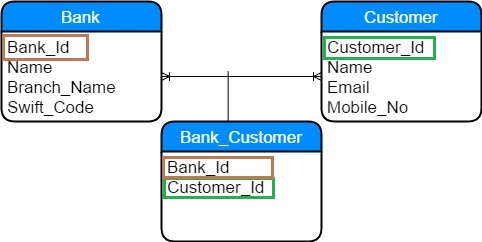 Bank
Bank_Id
Name
Branch_Name
Swift_Code
Customer
Customer_Id
Name
Email
Mobile_No
Bank_Customer
Bank_Id
Customer_Id